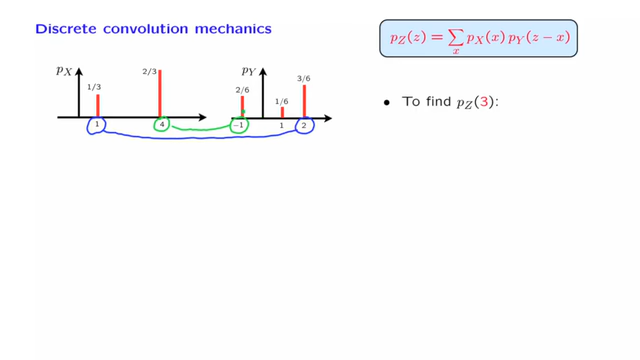 Discrete convolution mechanics
p_Z(z) = ∑_x p_X(x) p_Y(z − x)
p_X
1/3
2/3
1
4
p_Y
2/6
1/6
3/6
−1
1
2
• To find p_Z(3):